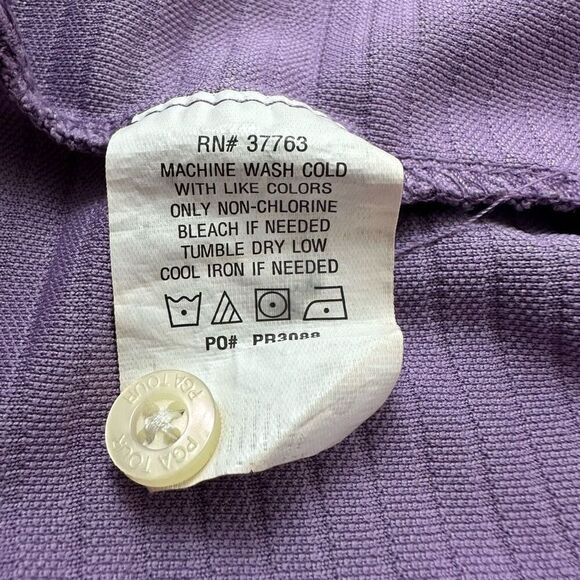 RN# 37763
MACHINE WASH COLD
WITH LIKE COLORS
ONLY NON-CHLORINE
BLEACH IF NEEDED
TUMBLE DRY LOW
COOL IRON IF NEEDED
PO# PR3088
PGA TOUR
PGA TOUR